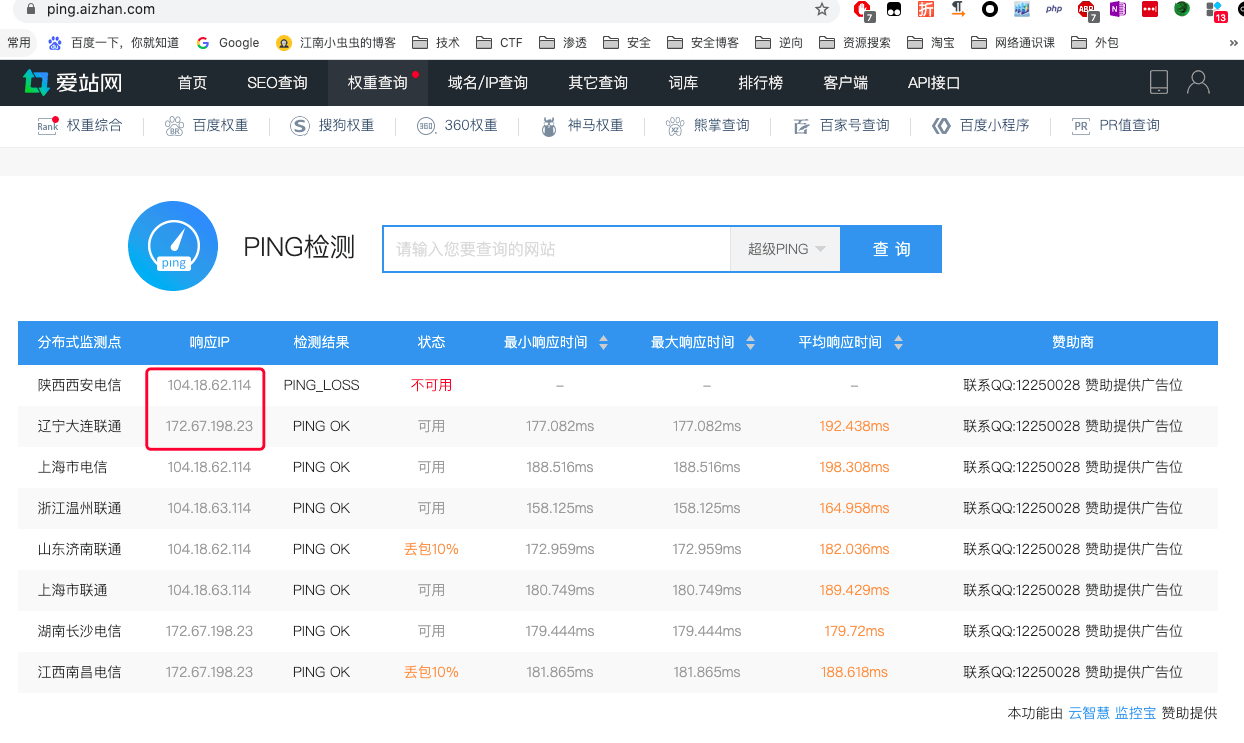 ping.aizhan.com
7 折 php ABP 7 N 13
常用 百度一下，你就知道 Google 江南小虫虫的博客 技术 CTF 渗透 安全 安全博客 逆向 资源搜索 淘宝 网络通识课 外包 »
爱站网 首页 SEO查询 权重查询 域名/IP查询 其它查询 词库 排行榜 客户端 API接口
Rank 权重综合 BR 百度权重 S 搜狗权重 360 360权重 神马权重 熊掌查询 百家号查询 百度小程序 PR PR值查询
ping PING检测 请输入您要查询的网站 超级PING 查 询
分布式监测点 响应IP 检测结果 状态 最小响应时间 最大响应时间 平均响应时间 赞助商
陕西西安电信 104.18.62.114 PING_LOSS 不可用 – – – 联系QQ:12250028 赞助提供广告位
辽宁大连联通 172.67.198.23 PING OK 可用 177.082ms 177.082ms 192.438ms 联系QQ:12250028 赞助提供广告位
上海市电信 104.18.62.114 PING OK 可用 188.516ms 188.516ms 198.308ms 联系QQ:12250028 赞助提供广告位
浙江温州联通 104.18.63.114 PING OK 可用 158.125ms 158.125ms 164.958ms 联系QQ:12250028 赞助提供广告位
山东济南联通 104.18.62.114 PING OK 丢包10% 172.959ms 172.959ms 182.036ms 联系QQ:12250028 赞助提供广告位
上海市联通 104.18.63.114 PING OK 可用 180.749ms 180.749ms 189.429ms 联系QQ:12250028 赞助提供广告位
湖南长沙电信 172.67.198.23 PING OK 可用 179.444ms 179.444ms 179.72ms 联系QQ:12250028 赞助提供广告位
江西南昌电信 172.67.198.23 PING OK 丢包10% 181.865ms 181.865ms 188.618ms 联系QQ:12250028 赞助提供广告位
本功能由 云智慧 监控宝 赞助提供